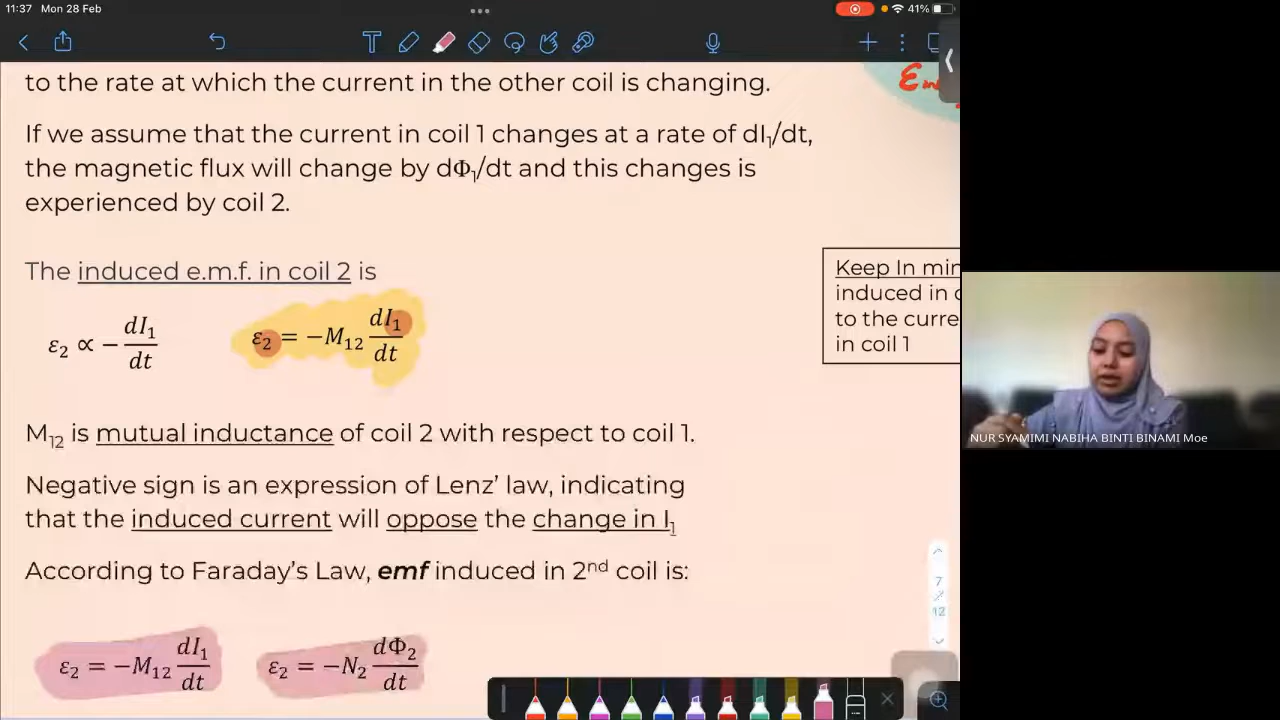 11:37 Mon 28 Feb
41%
to the rate at which the current in the other coil is changing.
If we assume that the current in coil 1 changes at a rate of dI₁/dt,
the magnetic flux will change by dΦ₁/dt and this changes is
experienced by coil 2.
The induced e.m.f. in coil 2 is
ε₂ ∝ − dI₁/dt
ε₂ = −M₁₂ dI₁/dt
Keep In min
induced in c
to the curre
in coil 1
M₁₂ is mutual inductance of coil 2 with respect to coil 1.
Negative sign is an expression of Lenz’ law, indicating
that the induced current will oppose the change in I₁
According to Faraday’s Law, emf induced in 2ⁿᵈ coil is:
ε₂ = −M₁₂ dI₁/dt
ε₂ = −N₂ dΦ₂/dt
7
12
NUR SYAMIMI NABIHA BINTI BINAMI Moe